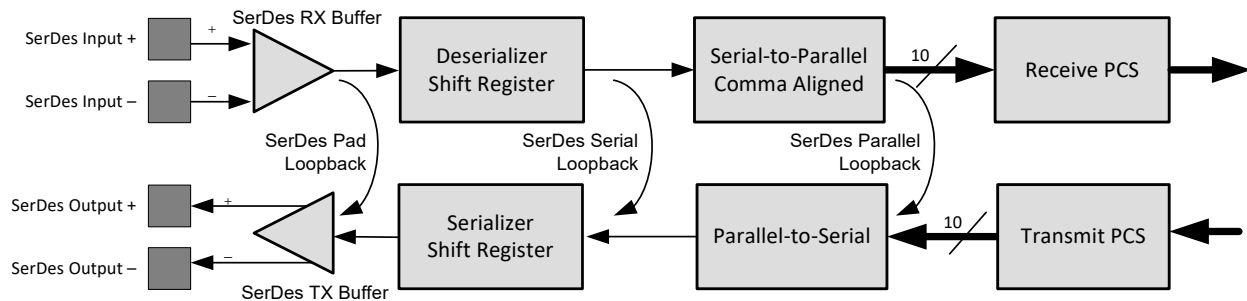 SerDes RX Buffer
SerDes Input +
+
SerDes Input –
–
Deserializer
Shift Register
Serial-to-Parallel
Comma Aligned
10
Receive PCS
SerDes Pad
Loopback
SerDes Serial
Loopback
SerDes Parallel
Loopback
SerDes Output +
+
SerDes Output –
–
SerDes TX Buffer
Serializer
Shift Register
Parallel-to-Serial
10
Transmit PCS